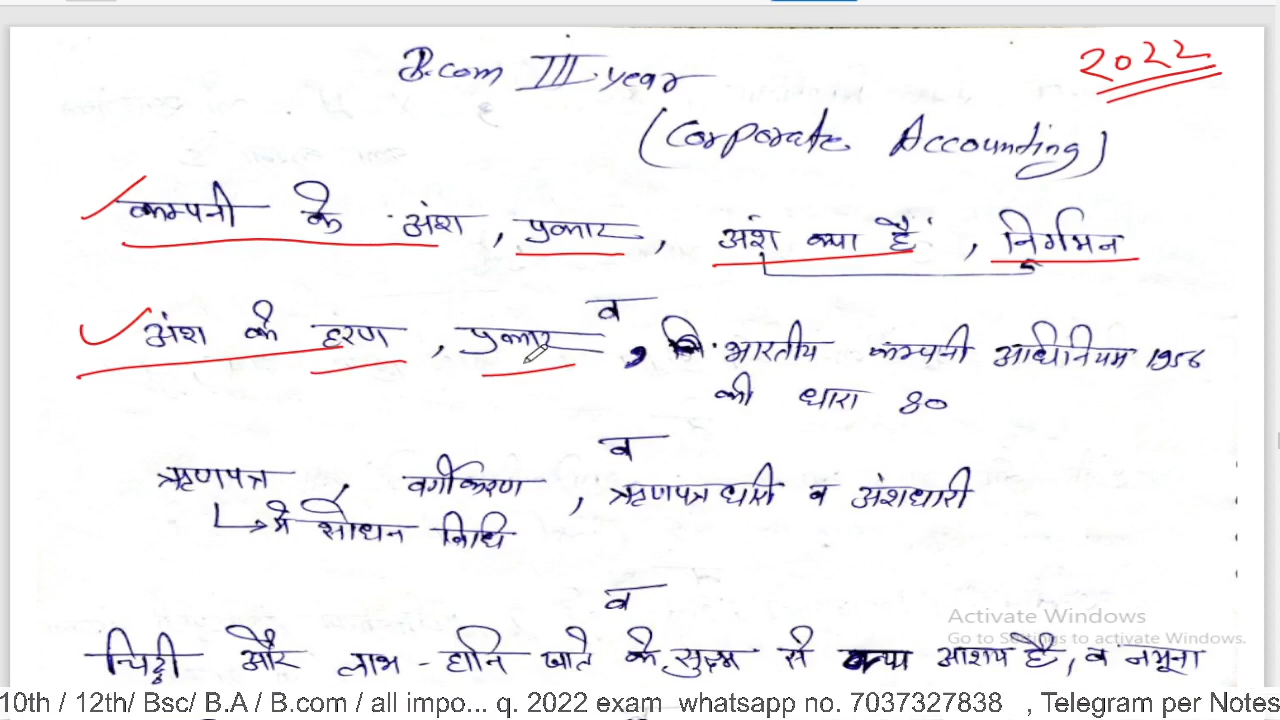 2022
B.com III year
(Corporate Accounting)
कम्पनी के अंश, प्रकार, अंश क्या है, निर्गमन
व
अंश के हरण, प्रकार, भारतीय कम्पनी अधिनियम 1956
की धारा 80
व
ऋणपत्र, वर्गीकरण, ऋणपत्र धारी व अंशधारी
में शोधन निधि
व
चिट्ठी और लाभ - हानि खाते के से क्या आशय है, व नमूना
Activate Windows
Go to Settings to activate Windows.
10th / 12th/ Bsc/ B.A / B.com / all impo... q. 2022 exam whatsapp no. 7037327838 , Telegram per Notes